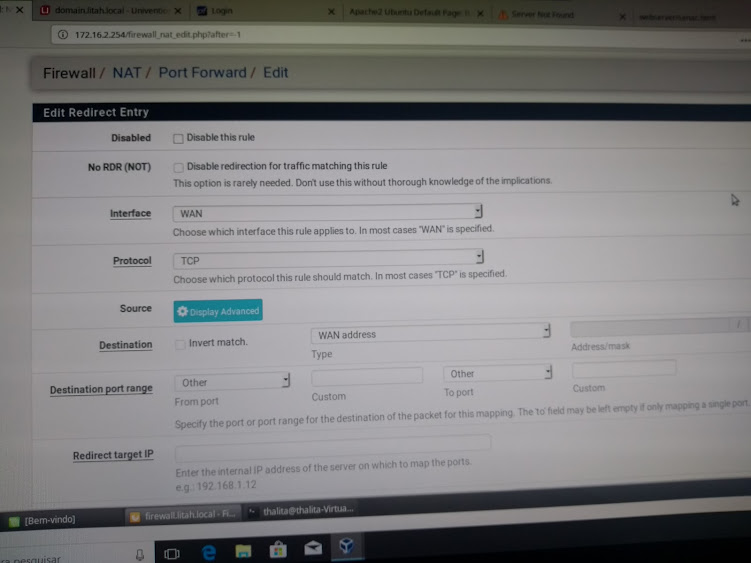 domain.litah.local - Univentio
Login
Apache2 Ubuntu Default Page: It
Server Not Found
172.16.2.254/firewall_nat_edit.php?after=-1
Firewall / NAT / Port Forward / Edit
Edit Redirect Entry
Disabled
Disable this rule
No RDR (NOT)
Disable redirection for traffic matching this rule
This option is rarely needed. Don't use this without thorough knowledge of the implications.
Interface
WAN
Choose which interface this rule applies to. In most cases "WAN" is specified.
Protocol
TCP
Choose which protocol this rule should match. In most cases "TCP" is specified.
Source
Display Advanced
Destination
Invert match.
WAN address
/
Type
Address/mask
Destination port range
Other
Other
From port
Custom
To port
Custom
Specify the port or port range for the destination of the packet for this mapping. The 'to' field may be left empty if only mapping a single port.
Redirect target IP
Enter the internal IP address of the server on which to map the ports.
e.g.: 192.168.1.12
[Bem-vindo]
firewall.litah.local - Fi...
thalita@thalita-Virtua...
pesquisar